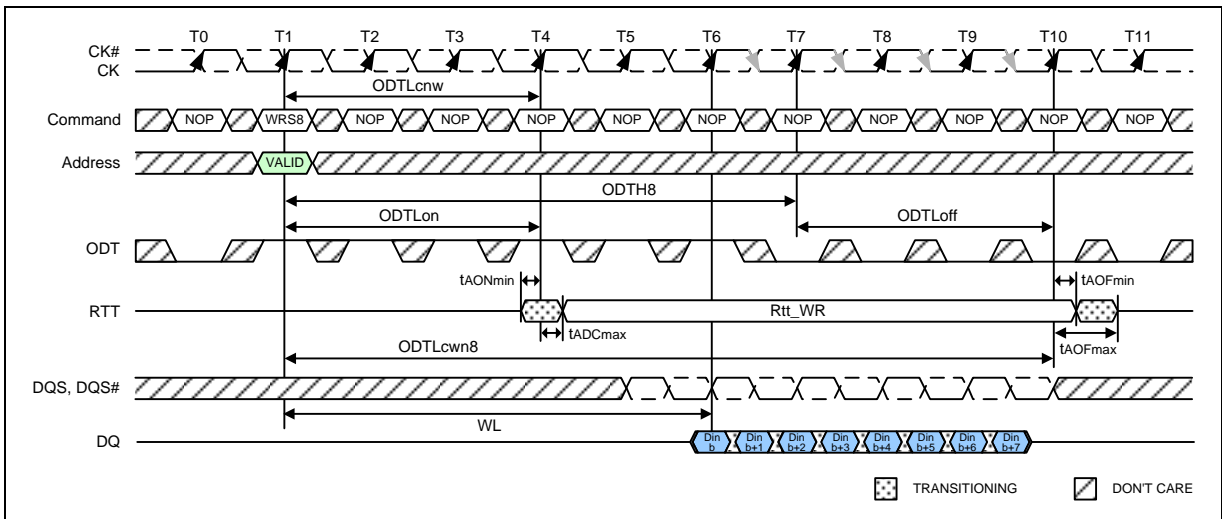 T0 T1 T2 T3 T4 T5 T6 T7 T8 T9 T10 T11
CK#
CK
ODTLcnw
Command NOP WRS8 NOP NOP NOP NOP NOP NOP NOP NOP NOP NOP
Address VALID
ODTH8
ODTLon ODTLoff
ODT
tAONmin tAOFmin
RTT Rtt_WR
tADCmax
ODTLcwn8 tAOFmax
DQS, DQS#
WL
DQ Din b Din b+1 Din b+2 Din b+3 Din b+4 Din b+5 Din b+6 Din b+7
TRANSITIONING DON'T CARE